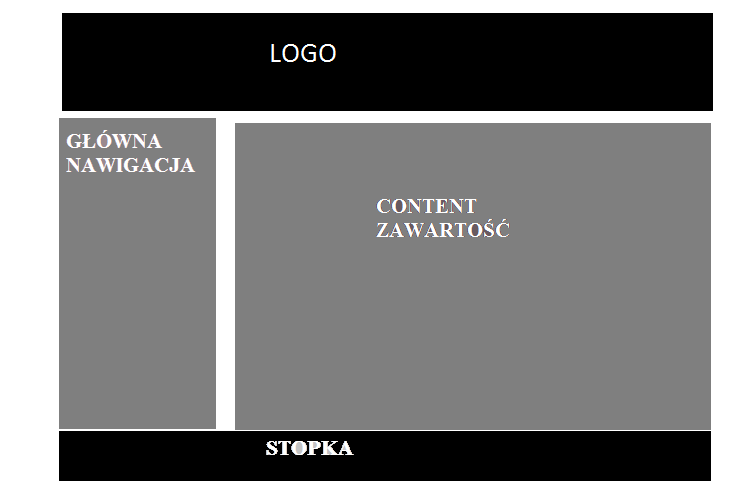 LOGO
GŁÓWNA
NAWIGACJA
CONTENT
ZAWARTOŚĆ
STOPKA